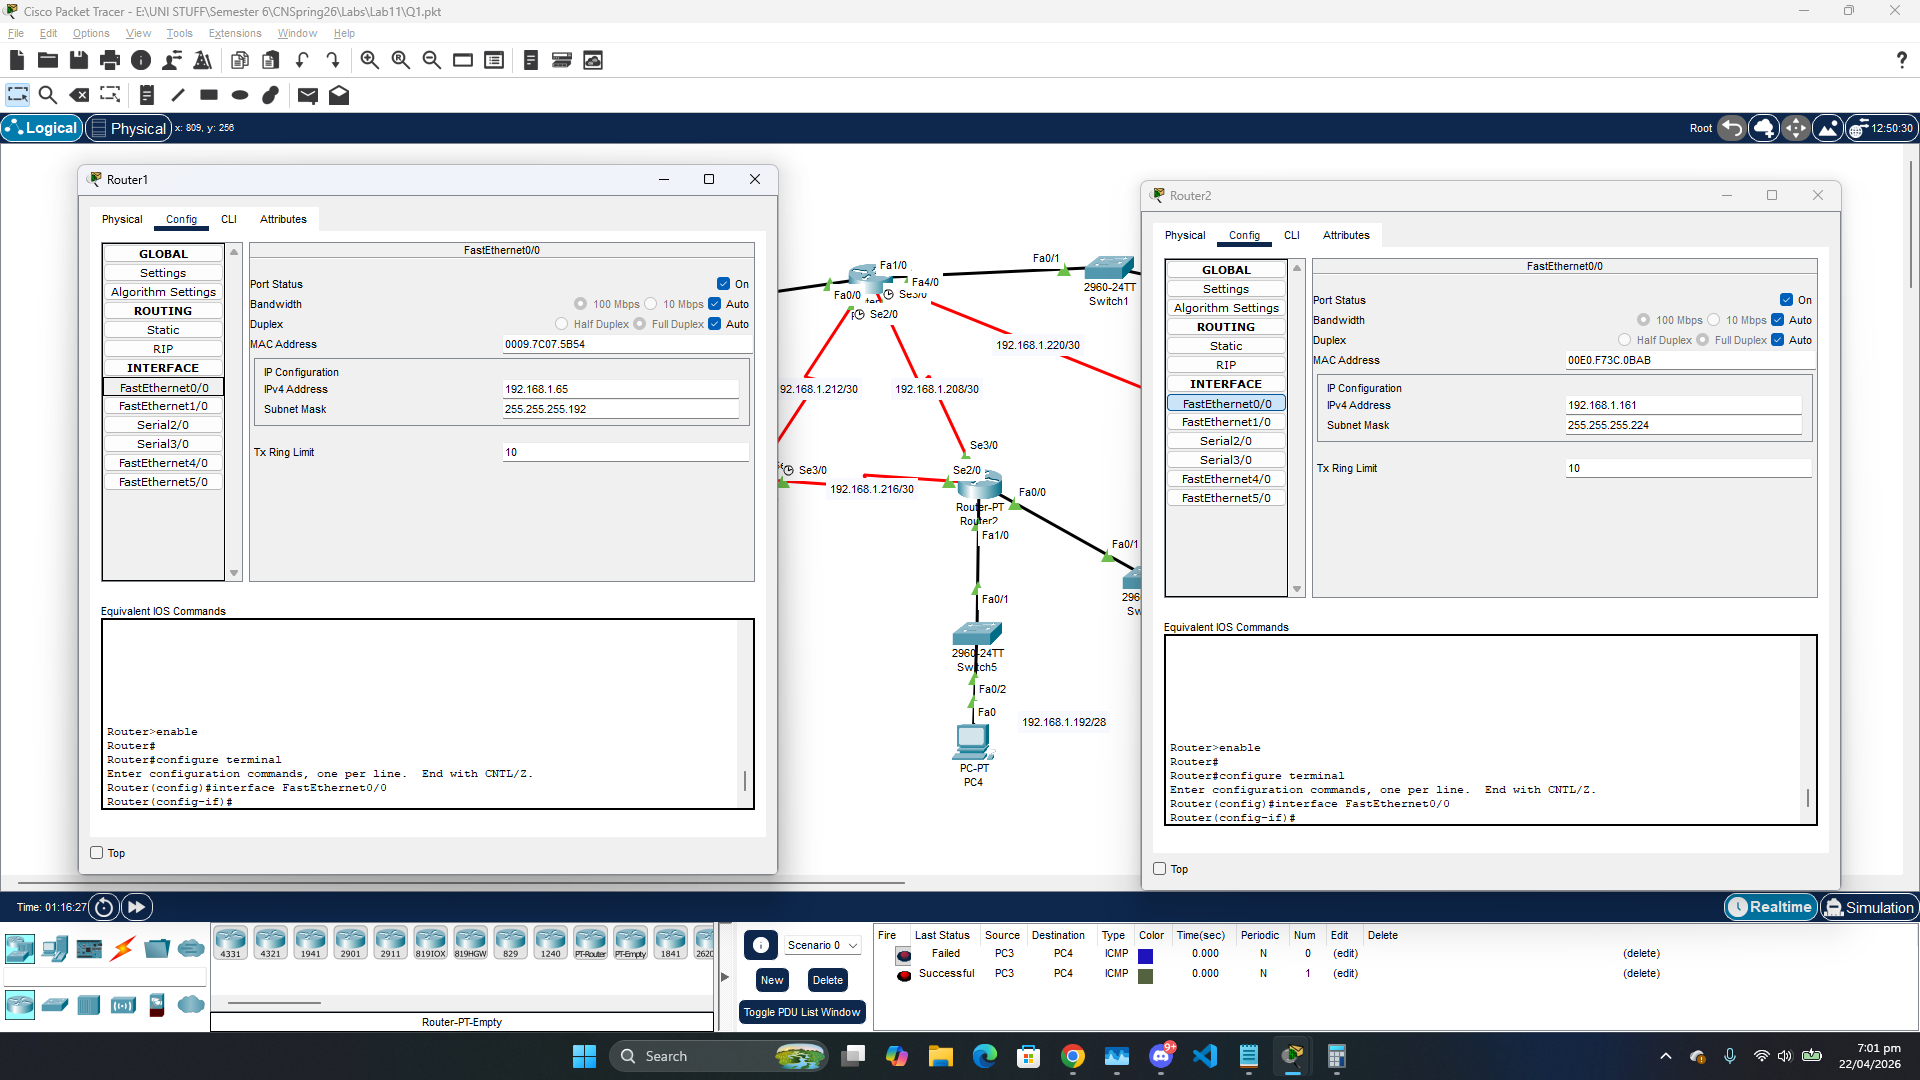 Cisco Packet Tracer - E:\UNI STUFF\Semester 6\CNSpring26\Labs\Lab11\Q1.pkt
File Edit Options View Tools Extensions Window Help
Logical Physical x: 809, y: 256 Root 12:50:30
Router1
Physical Config CLI Attributes
GLOBAL
Settings
Algorithm Settings
ROUTING
Static
RIP
INTERFACE
FastEthernet0/0
FastEthernet1/0
Serial2/0
Serial3/0
FastEthernet4/0
FastEthernet5/0
FastEthernet0/0
Port Status On
Bandwidth 100 Mbps 10 Mbps Auto
Duplex Half Duplex Full Duplex Auto
MAC Address 0009.7C07.5B54
IP Configuration
IPv4 Address 192.168.1.65
Subnet Mask 255.255.255.192
Tx Ring Limit 10
Equivalent IOS Commands
Router>enable
Router#
Router#configure terminal
Enter configuration commands, one per line. End with CNTL/Z.
Router(config)#interface FastEthernet0/0
Router(config-if)#
Top
Fa1/0
Fa4/0
Fa0/0
Se3/0
Se2/0
Fa0/1
2960-24TT
Switch1
192.168.1.220/30
92.168.1.212/30
192.168.1.208/30
Se3/0
Se3/0
Se2/0
192.168.1.216/30
Fa0/0
Router-PT
Router2
Fa1/0
Fa0/1
296
Sw
Fa0/1
2960-24TT
Switch5
Fa0/2
Fa0
192.168.1.192/28
PC-PT
PC4
Router2
Physical Config CLI Attributes
GLOBAL
Settings
Algorithm Settings
ROUTING
Static
RIP
INTERFACE
FastEthernet0/0
FastEthernet1/0
Serial2/0
Serial3/0
FastEthernet4/0
FastEthernet5/0
FastEthernet0/0
Port Status On
Bandwidth 100 Mbps 10 Mbps Auto
Duplex Half Duplex Full Duplex Auto
MAC Address 00E0.F73C.0BAB
IP Configuration
IPv4 Address 192.168.1.161
Subnet Mask 255.255.255.224
Tx Ring Limit 10
Equivalent IOS Commands
Router>enable
Router#
Router#configure terminal
Enter configuration commands, one per line. End with CNTL/Z.
Router(config)#interface FastEthernet0/0
Router(config-if)#
Top
Time: 01:16:27 Realtime Simulation
4331 4321 1941 2901 2911 819IOX 819HGW 829 1240 PT-Router PT-Empty 1841 2620
Router-PT-Empty
Scenario 0
New Delete
Toggle PDU List Window
Fire Last Status Source Destination Type Color Time(sec) Periodic Num Edit Delete
Failed PC3 PC4 ICMP 0.000 N 0 (edit) (delete)
Successful PC3 PC4 ICMP 0.000 N 1 (edit) (delete)
Search
9+
7:01 pm
22/04/2026